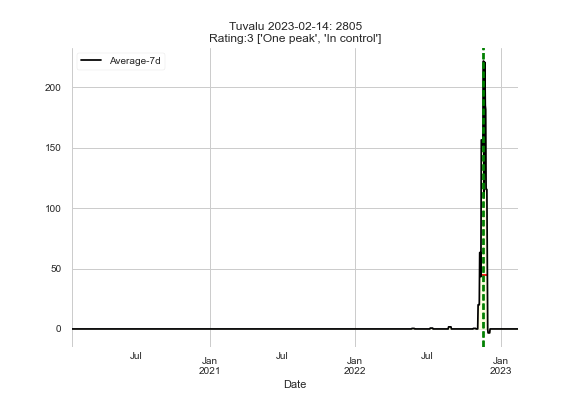 Tuvalu 2023-02-14: 2805
Rating:3 ['One peak', 'In control']
Average-7d
200
150
100
50
0
Jul
Jan
2021
Jul
Jan
2022
Jul
Jan
2023
Date